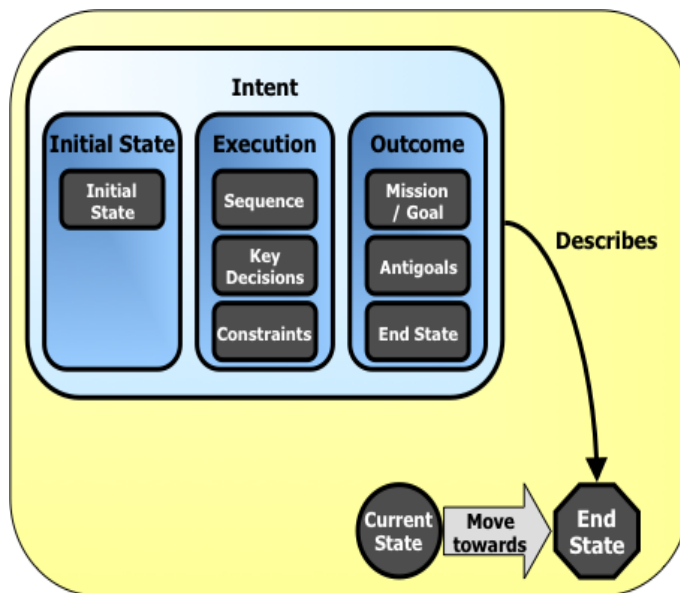 Intent
Initial State
Initial
State
Execution
Sequence
Key
Decisions
Constraints
Outcome
Mission
/ Goal
Antigoals
End State
Describes
Current
State
Move
towards
End
State